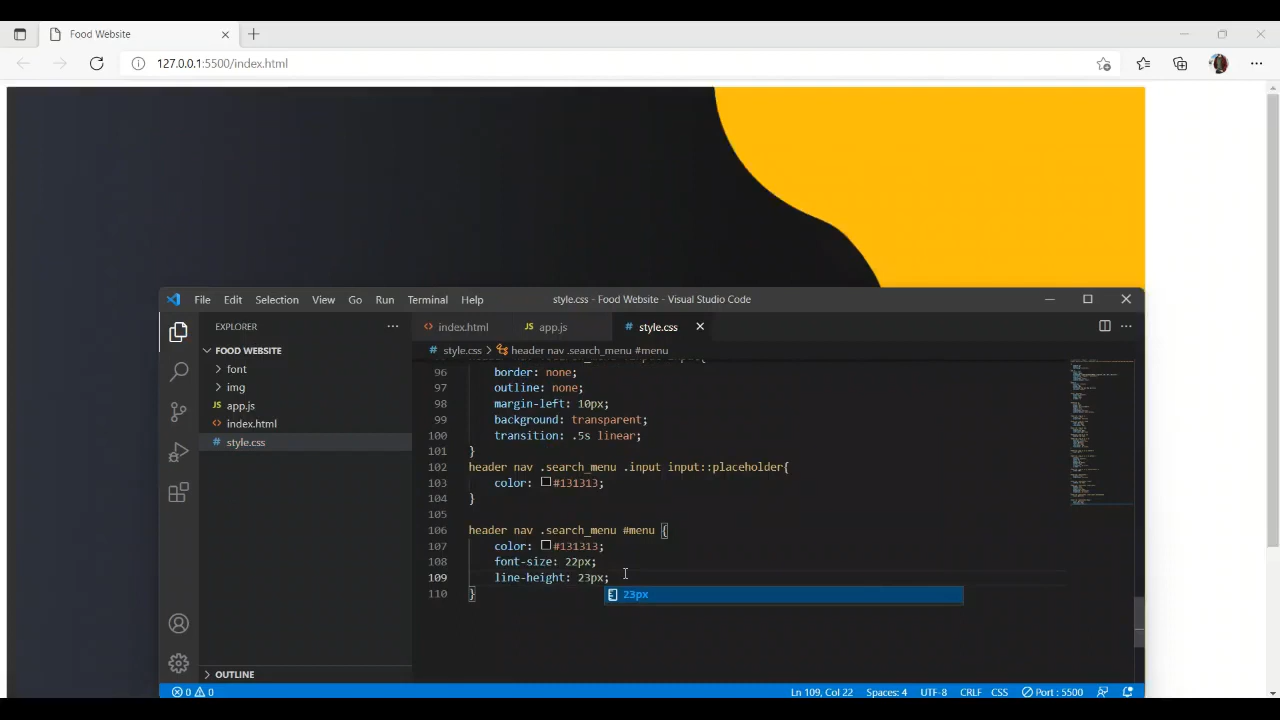 Food Website
127.0.0.1:5500/index.html
File Edit Selection View Go Run Terminal Help
style.css - Food Website - Visual Studio Code
EXPLORER
FOOD WEBSITE
font
img
app.js
index.html
style.css
OUTLINE
index.html
app.js
style.css
style.css > header nav .search_menu #menu
96 border: none;
97 outline: none;
98 margin-left: 10px;
99 background: transparent;
100 transition: .5s linear;
101 }
102 header nav .search_menu .input input::placeholder{
103 color: #131313;
104 }
105
106 header nav .search_menu #menu {
107 color: #131313;
108 font-size: 22px;
109 line-height: 23px;
23px
110 }
0 0 Ln 109, Col 22 Spaces: 4 UTF-8 CRLF CSS Port : 5500